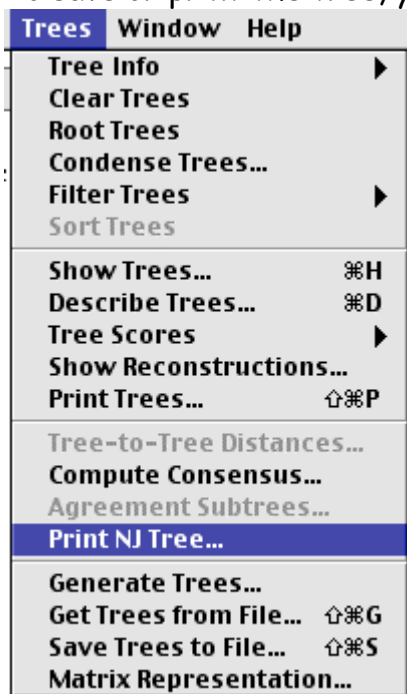 Trees Window Help
Tree Info
Clear Trees
Root Trees
Condense Trees...
Filter Trees
Sort Trees
Show Trees... ⌘H
Describe Trees... ⌘D
Tree Scores
Show Reconstructions...
Print Trees... ⇧⌘P
Tree-to-Tree Distances...
Compute Consensus...
Agreement Subtrees...
Print NJ Tree...
Generate Trees...
Get Trees from File... ⇧⌘G
Save Trees to File... ⇧⌘S
Matrix Representation...